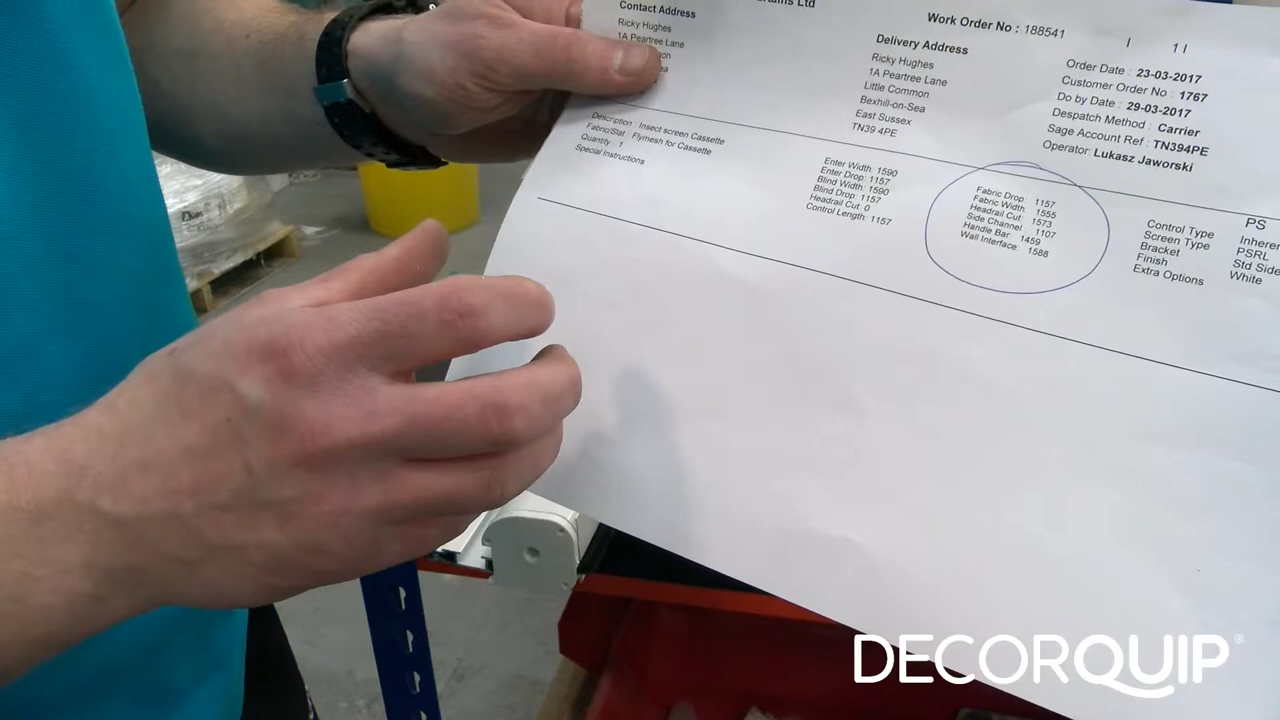 Work Order No : 188541
1 /
Contact Address
Ricky Hughes
1A Peartree Lane
Delivery Address
Ricky Hughes
1A Peartree Lane
Little Common
Bexhill-on-Sea
East Sussex
TN39 4PE
Order Date : 23-03-2017
Customer Order No : 1767
Do by Date : 29-03-2017
Despatch Method : Carrier
Sage Account Ref : TN394PE
Operator: Lukasz Jaworski
Description : Insect screen Cassette
Fabric/Slat : Flymesh for Cassette
Quantity 1
Special Instructions
Enter Width: 1590
Enter Drop: 1157
Blind Width: 1590
Blind Drop: 1157
Headrail Cut: 0
Control Length: 1157
Fabric Drop: 1157
Fabric Width: 1555
Headrail Cut: 1573
Side Channel : 1107
Handle Bar: 1459
Wall Interface: 1588
Control Type PS
Screen Type
Bracket PSRL
Finish Std Side
Extra Options White
DECORQUIP®